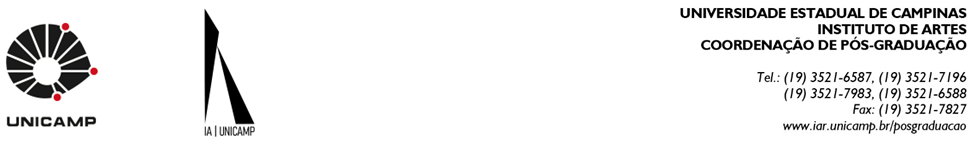 UNICAMP
IA | UNICAMP
UNIVERSIDADE ESTADUAL DE CAMPINAS
INSTITUTO DE ARTES
COORDENAÇÃO DE PÓS-GRADUAÇÃO
Tel.: (19) 3521-6587, (19) 3521-7196
(19) 3521-7983, (19) 3521-6588
Fax: (19) 3521-7827
www.iar.unicamp.br/posgraduacao